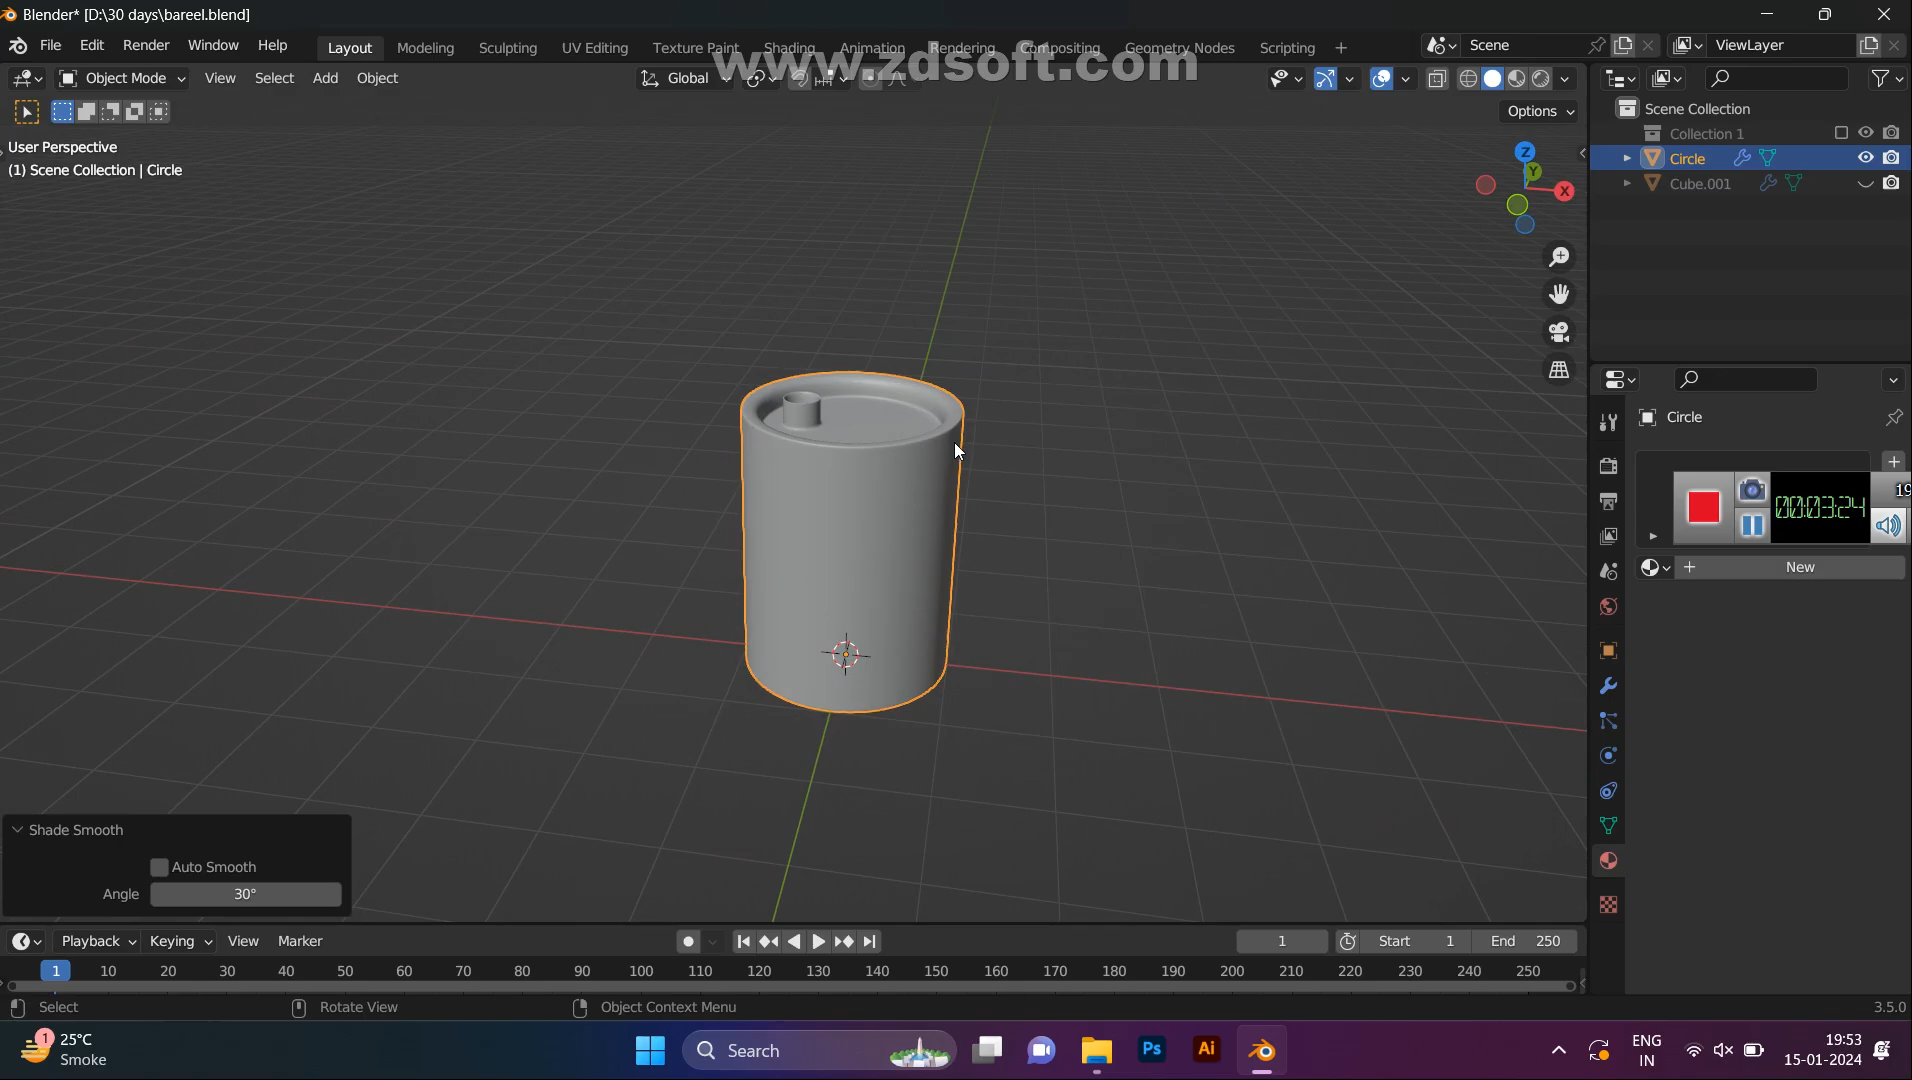 Blender* [D:\30 days\bareel.blend]
File Edit Render Window Help Layout Modeling Sculpting UV Editing Texture Paint Shading Animation Rendering Compositing Geometry Nodes Scripting + Scene ViewLayer
www.zdsoft.com
Object Mode View Select Add Object Global
Options
User Perspective
(1) Scene Collection | Circle
Z
Y
X
Scene Collection
Collection 1
Circle
Cube.001
Circle
00:03:24
19
New
Shade Smooth
Auto Smooth
Angle 30°
Playback Keying View Marker 1 Start 1 End 250
1 10 20 30 40 50 60 70 80 90 100 110 120 130 140 150 160 170 180 190 200 210 220 230 240 250
Select Rotate View Object Context Menu 3.5.0
1
25°C
Smoke
Search
Ps
Ai
ENG
IN
19:53
15-01-2024